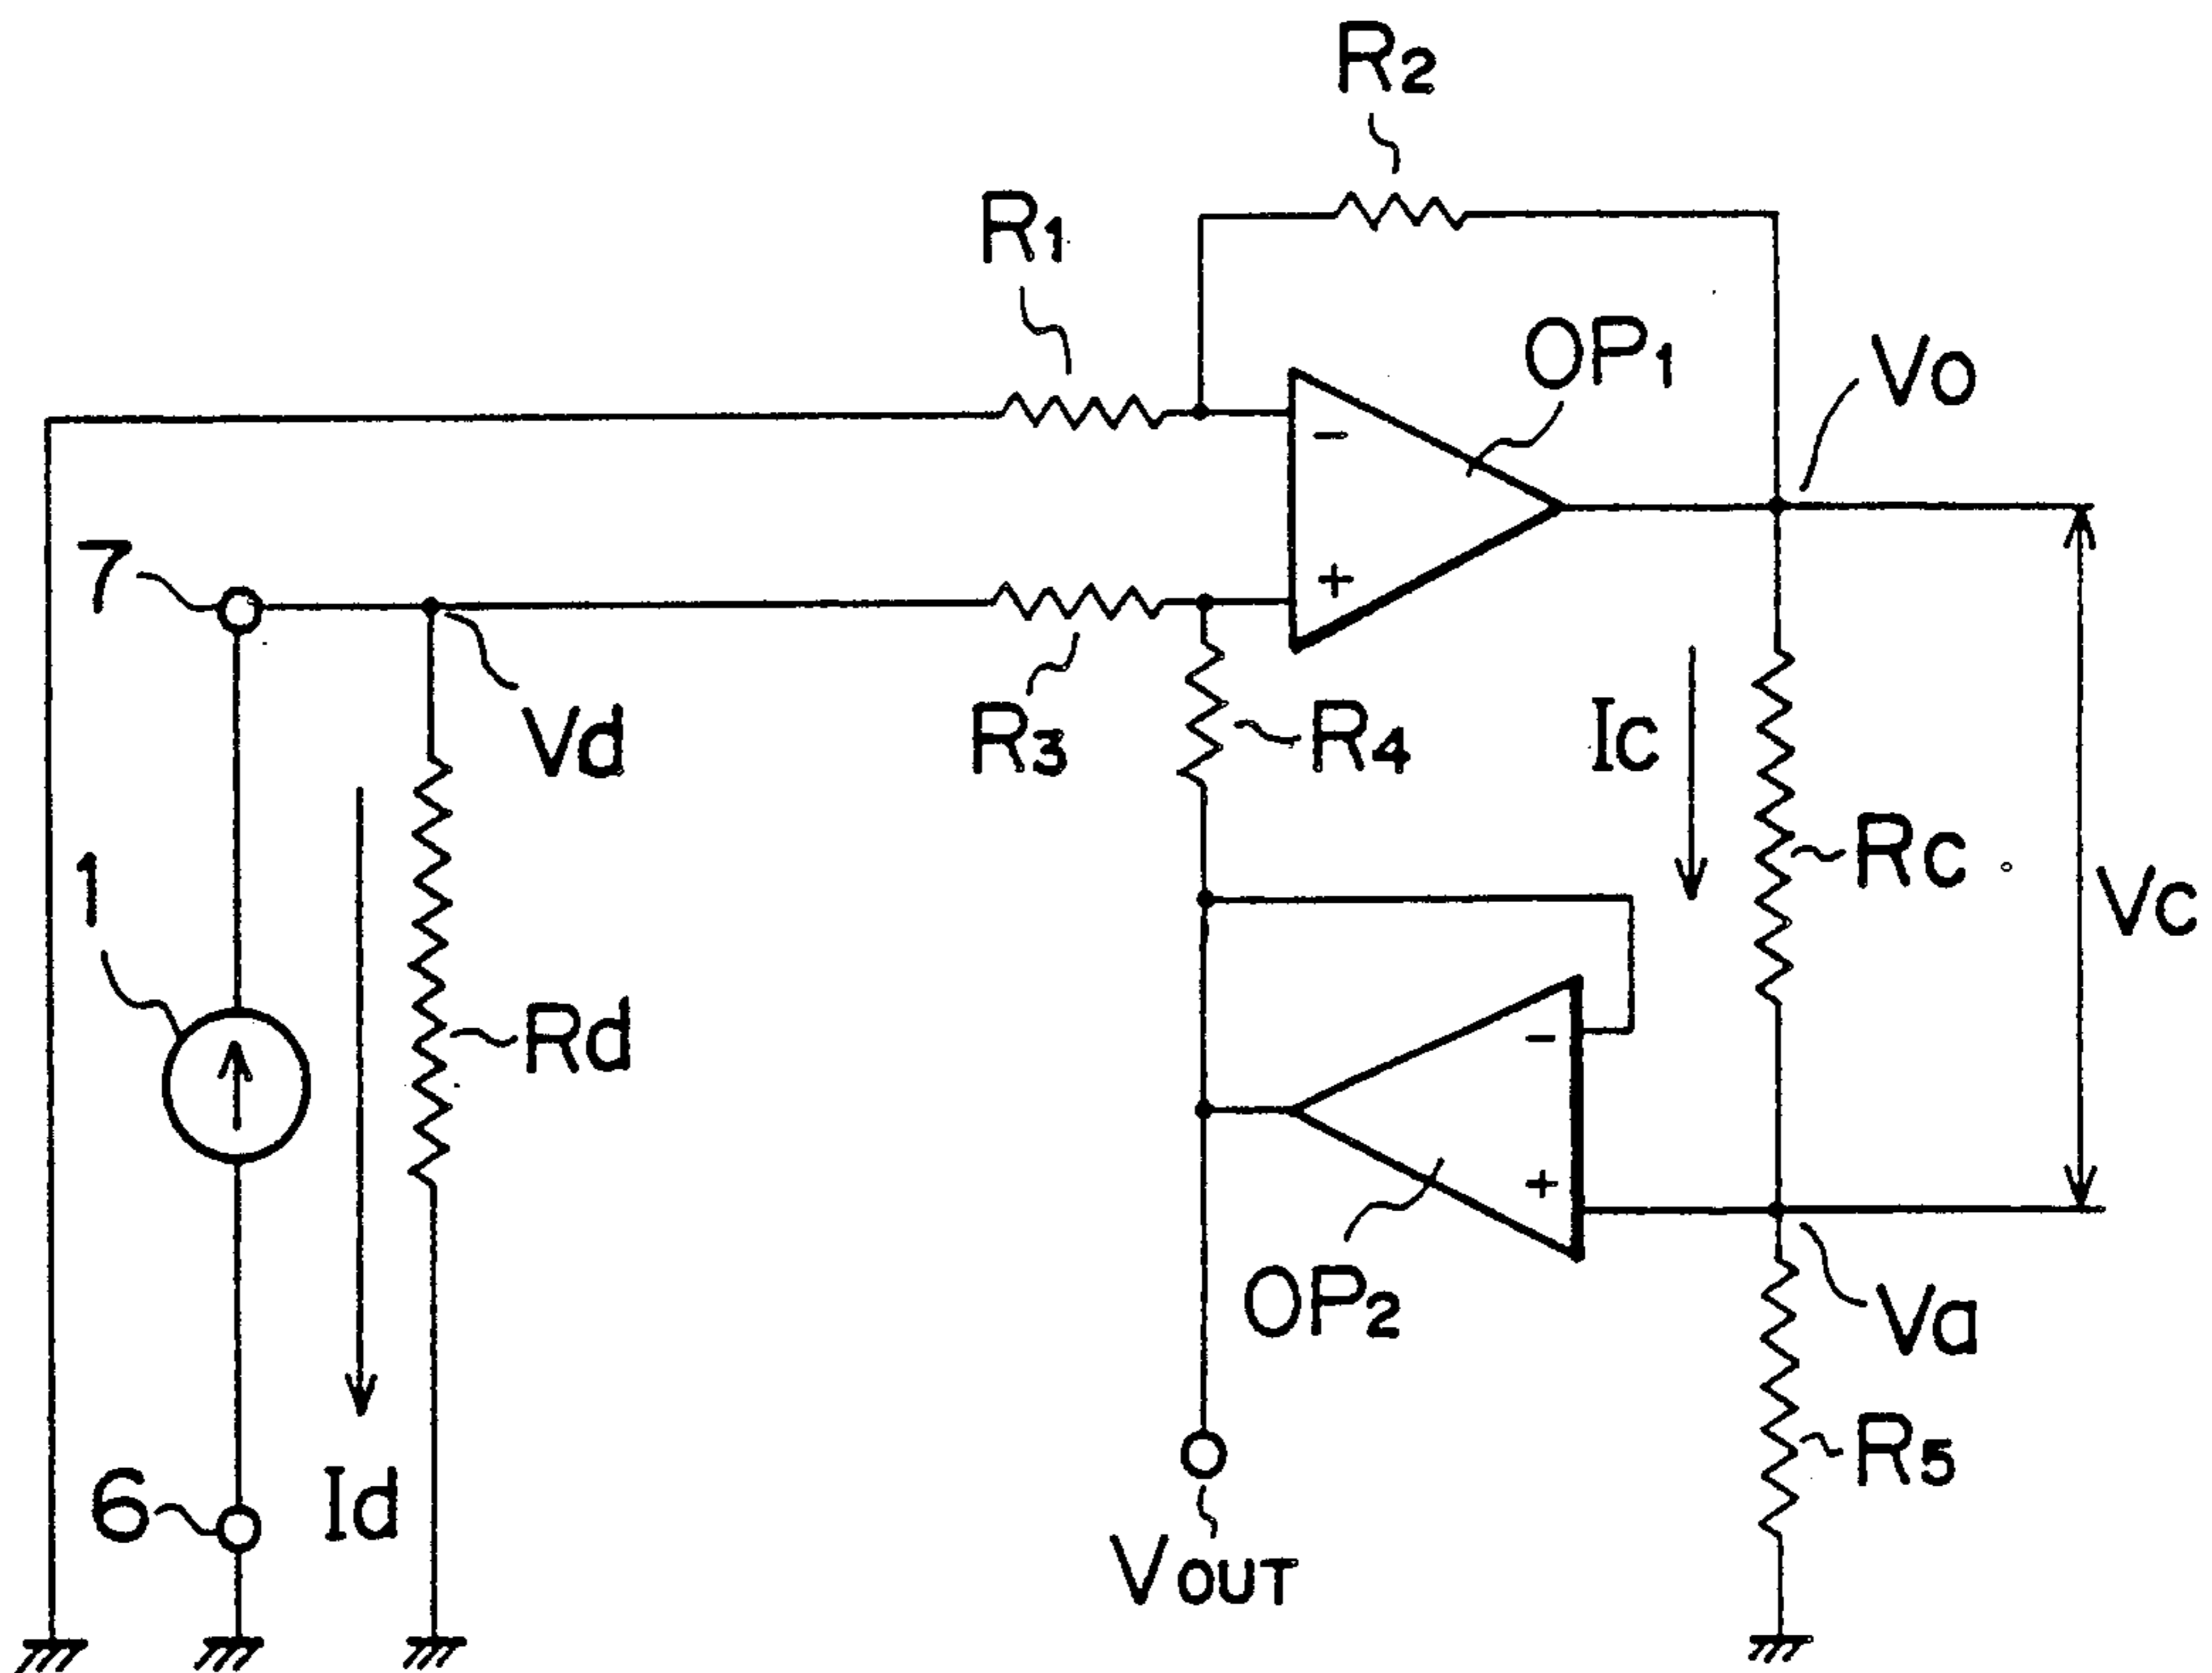 R2
R1
OP1
Vo
-
7
+
Vd
R3
R4
Ic
1
Rc
Vc
Rd
-
+
OP2
Va
6
Id
R5
VOUT